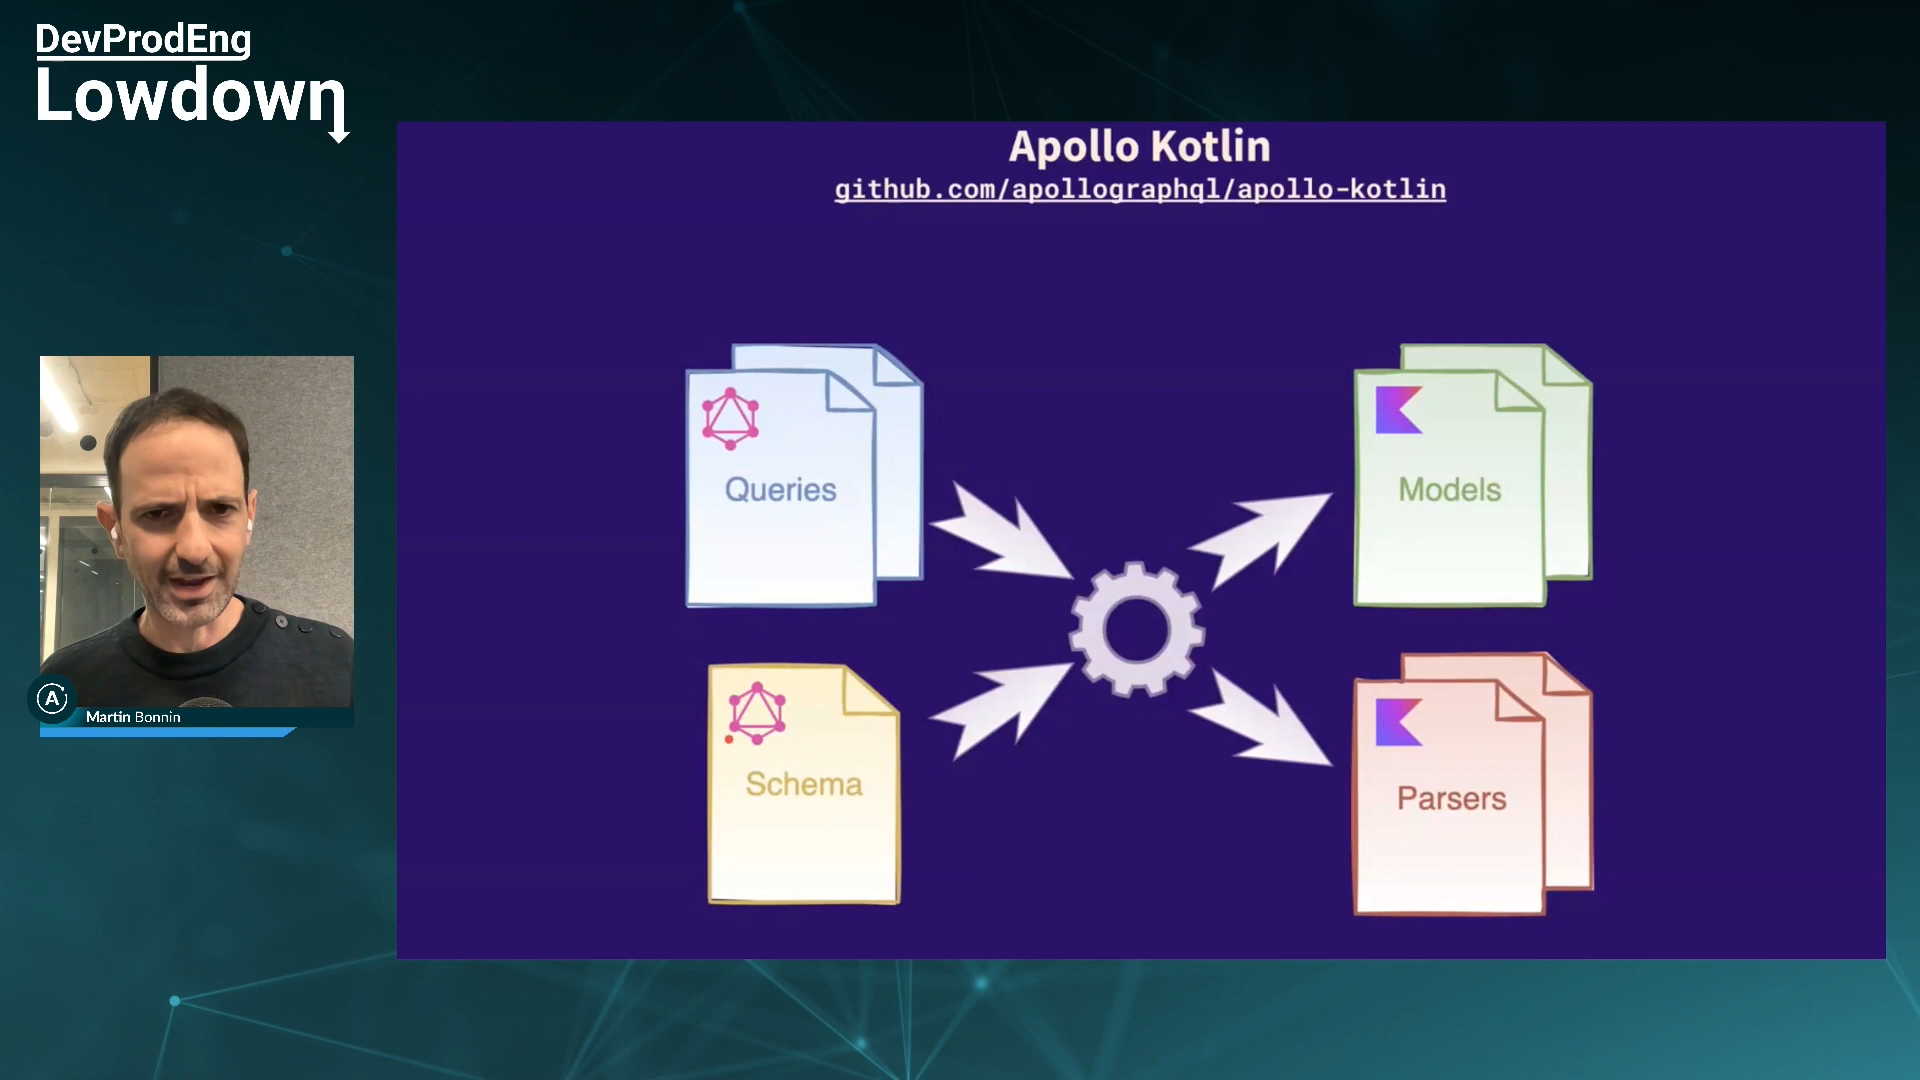 DevProdEng
Lowdown
Apollo Kotlin
github.com/apollographql/apollo-kotlin
Queries
Models
Schema
Parsers
A
Martin Bonnin